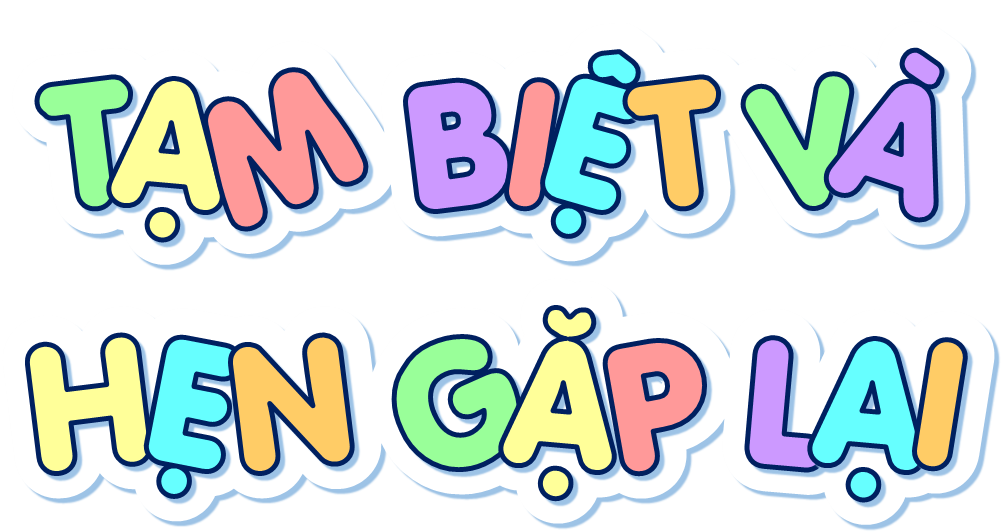 TẠM BIỆT VÀ
HẸN GẶP LẠI